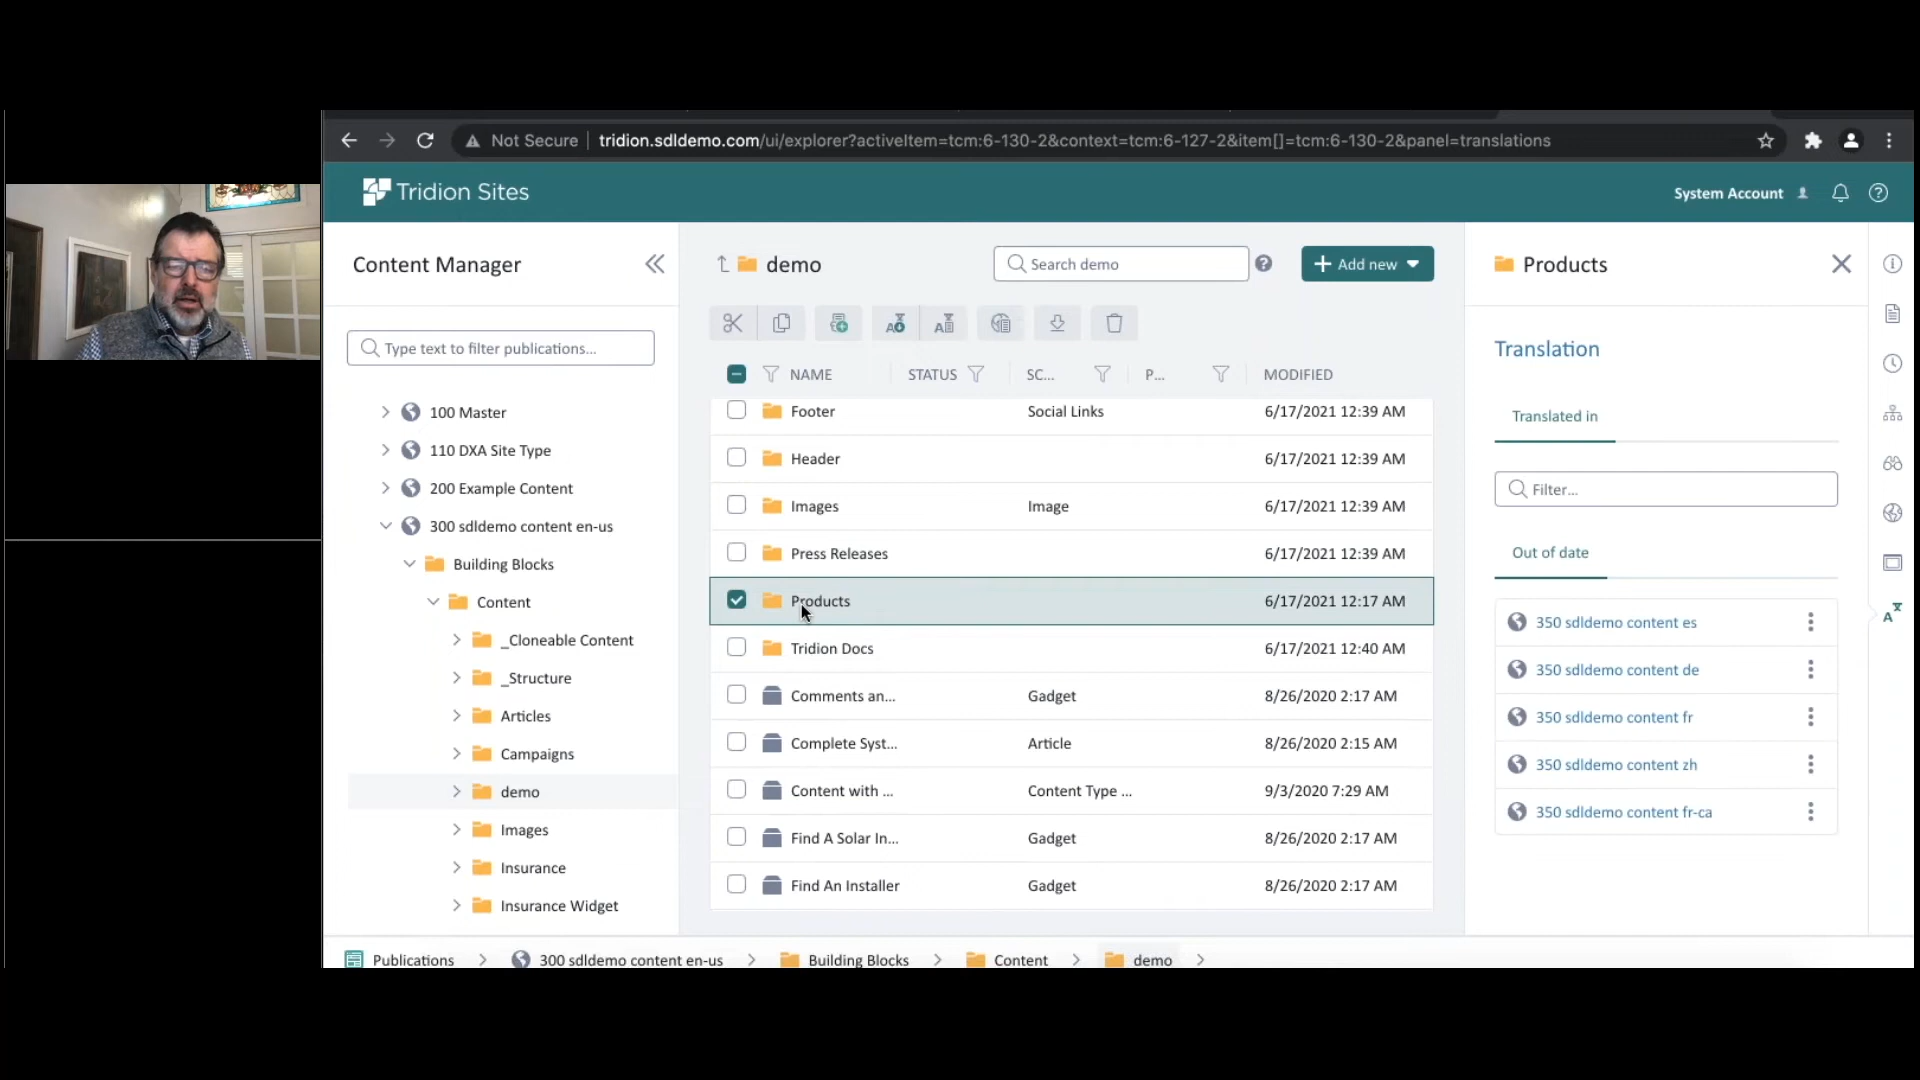 Not Secure
tridion.sdldemo.com/ui/explorer?activeItem=tcm:6-130-2&context=tcm:6-127-2&item[]=tcm:6-130-2&panel=translations
Tridion Sites
System Account
Content Manager
Type text to filter publications...
100 Master
110 DXA Site Type
200 Example Content
300 sdldemo content en-us
Building Blocks
Content
_Cloneable Content
_Structure
Articles
Campaigns
demo
Images
Insurance
Insurance Widget
demo
Search demo
Add new
NAME STATUS SC... P... MODIFIED
Footer Social Links 6/17/2021 12:39 AM
Header 6/17/2021 12:39 AM
Images Image 6/17/2021 12:39 AM
Press Releases 6/17/2021 12:39 AM
Products 6/17/2021 12:17 AM
Tridion Docs 6/17/2021 12:40 AM
Comments an... Gadget 8/26/2020 2:17 AM
Complete Syst... Article 8/26/2020 2:15 AM
Content with ... Content Type ... 9/3/2020 7:29 AM
Find A Solar In... Gadget 8/26/2020 2:17 AM
Find An Installer Gadget 8/26/2020 2:17 AM
Products
Translation
Translated in
Filter...
Out of date
350 sdldemo content es
350 sdldemo content de
350 sdldemo content fr
350 sdldemo content zh
350 sdldemo content fr-ca
Publications > 300 sdldemo content en-us > Building Blocks > Content > demo >